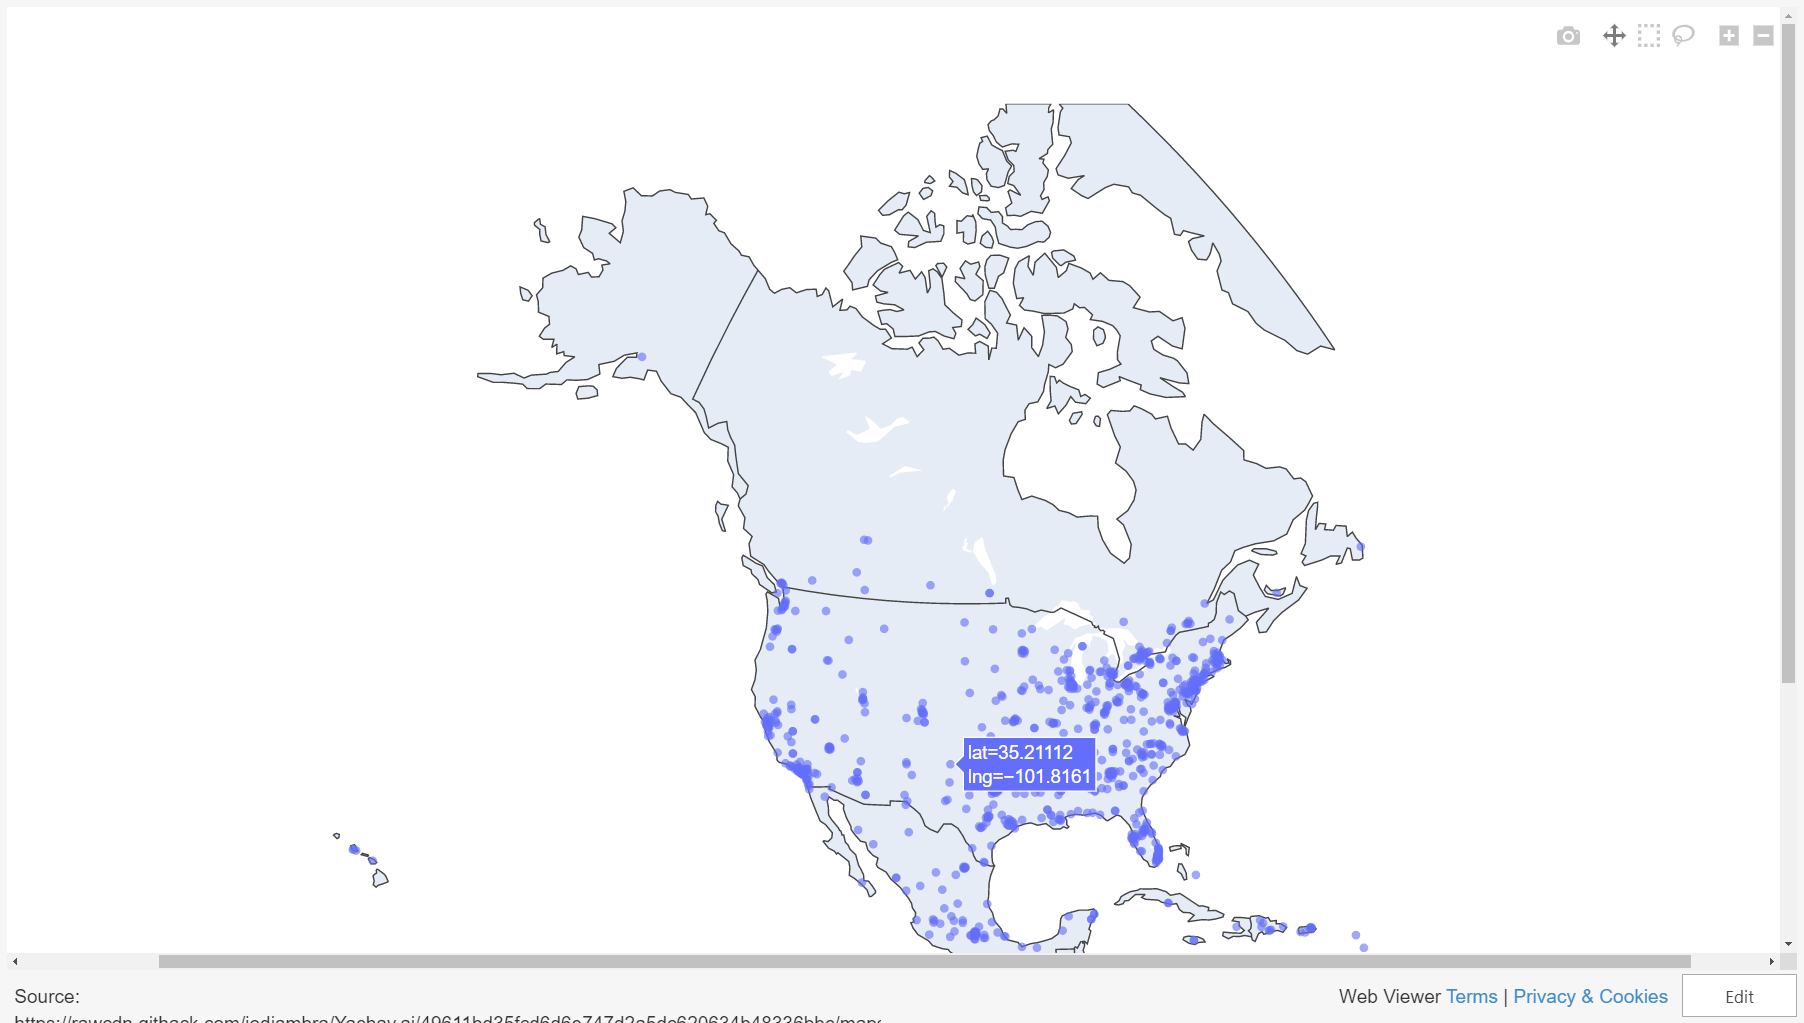 lat=35.21112
lng=−101.8161
Source:
Web Viewer Terms | Privacy & Cookies
Edit